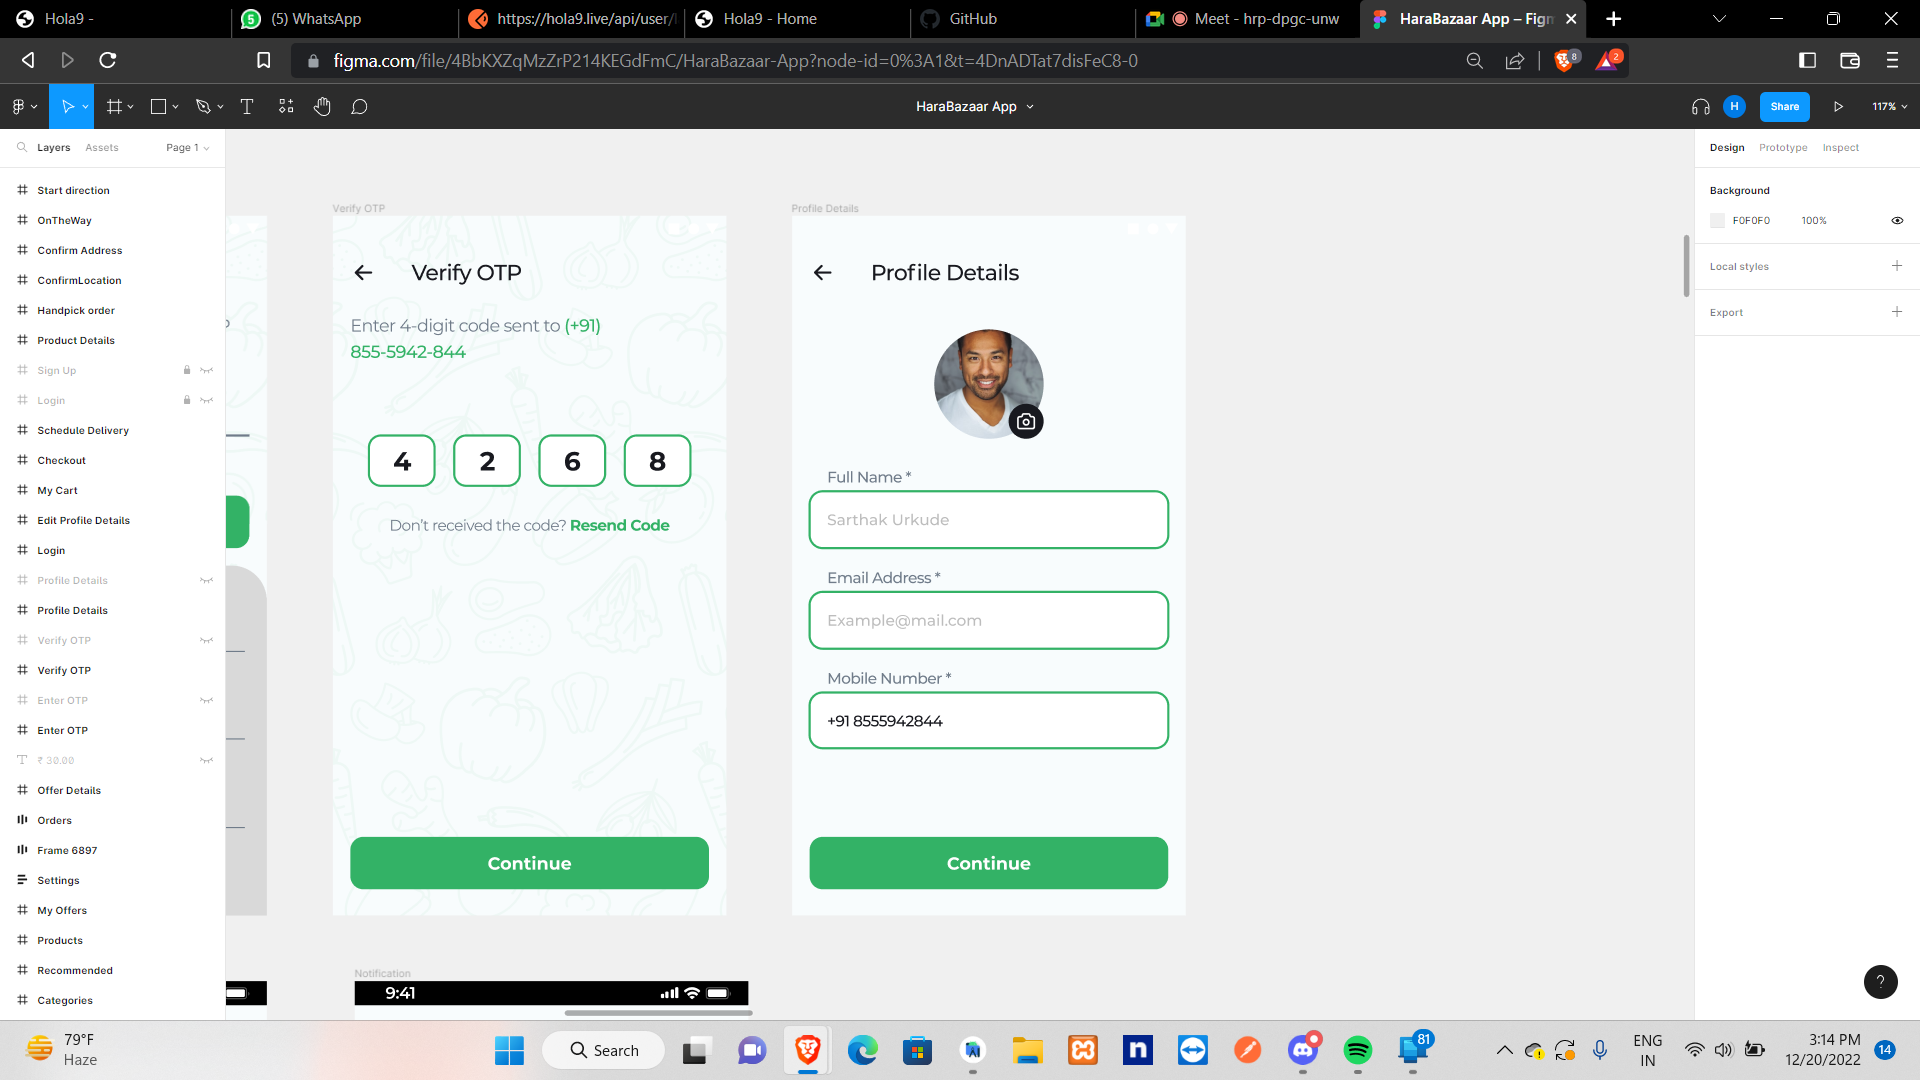 Hola9 -
(5) WhatsApp
https://hola9.live/api/user/
Hola9 - Home
GitHub
Meet - hrp-dpgc-unw
HaraBazaar App – Fig
figma.com/file/4BbKXZqMzZrP214KEGdFmC/HaraBazaar-App?node-id=0%3A1&t=4DnADTat7disFeC8-0
8
2
HaraBazaar App
H
Share
117%
Layers
Assets
Page 1
Design
Prototype
Inspect
Start direction
OnTheWay
Confirm Address
ConfirmLocation
Handpick order
Product Details
Sign Up
Login
Schedule Delivery
Checkout
My Cart
Edit Profile Details
Login
Profile Details
Profile Details
Verify OTP
Verify OTP
Enter OTP
Enter OTP
₹ 30.00
Offer Details
Orders
Frame 6897
Settings
My Offers
Products
Recommended
Categories
Verify OTP
Verify OTP
Enter 4-digit code sent to (+91)
855-5942-844
4 2 6 8
Don't received the code? Resend Code
Continue
Profile Details
Profile Details
Full Name *
Sarthak Urkude
Email Address *
Example@mail.com
Mobile Number *
+91 8555942844
Continue
Notification
9:41
Background
F0F0F0
100%
Local styles
Export
?
79°F
Haze
Search
81
ENG
IN
3:14 PM
12/20/2022
14